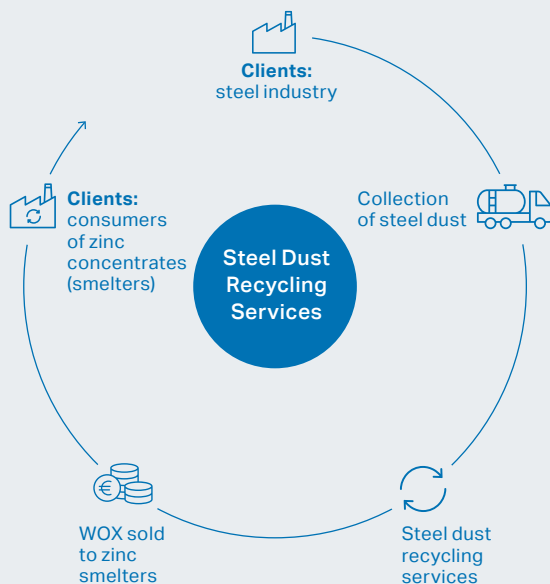 Clients:
steel industry
Collection
of steel dust
Steel dust
recycling
services
WOX sold
to zinc
smelters
Clients:
consumers
of zinc
concentrates
(smelters)
Steel Dust
Recycling
Services
€